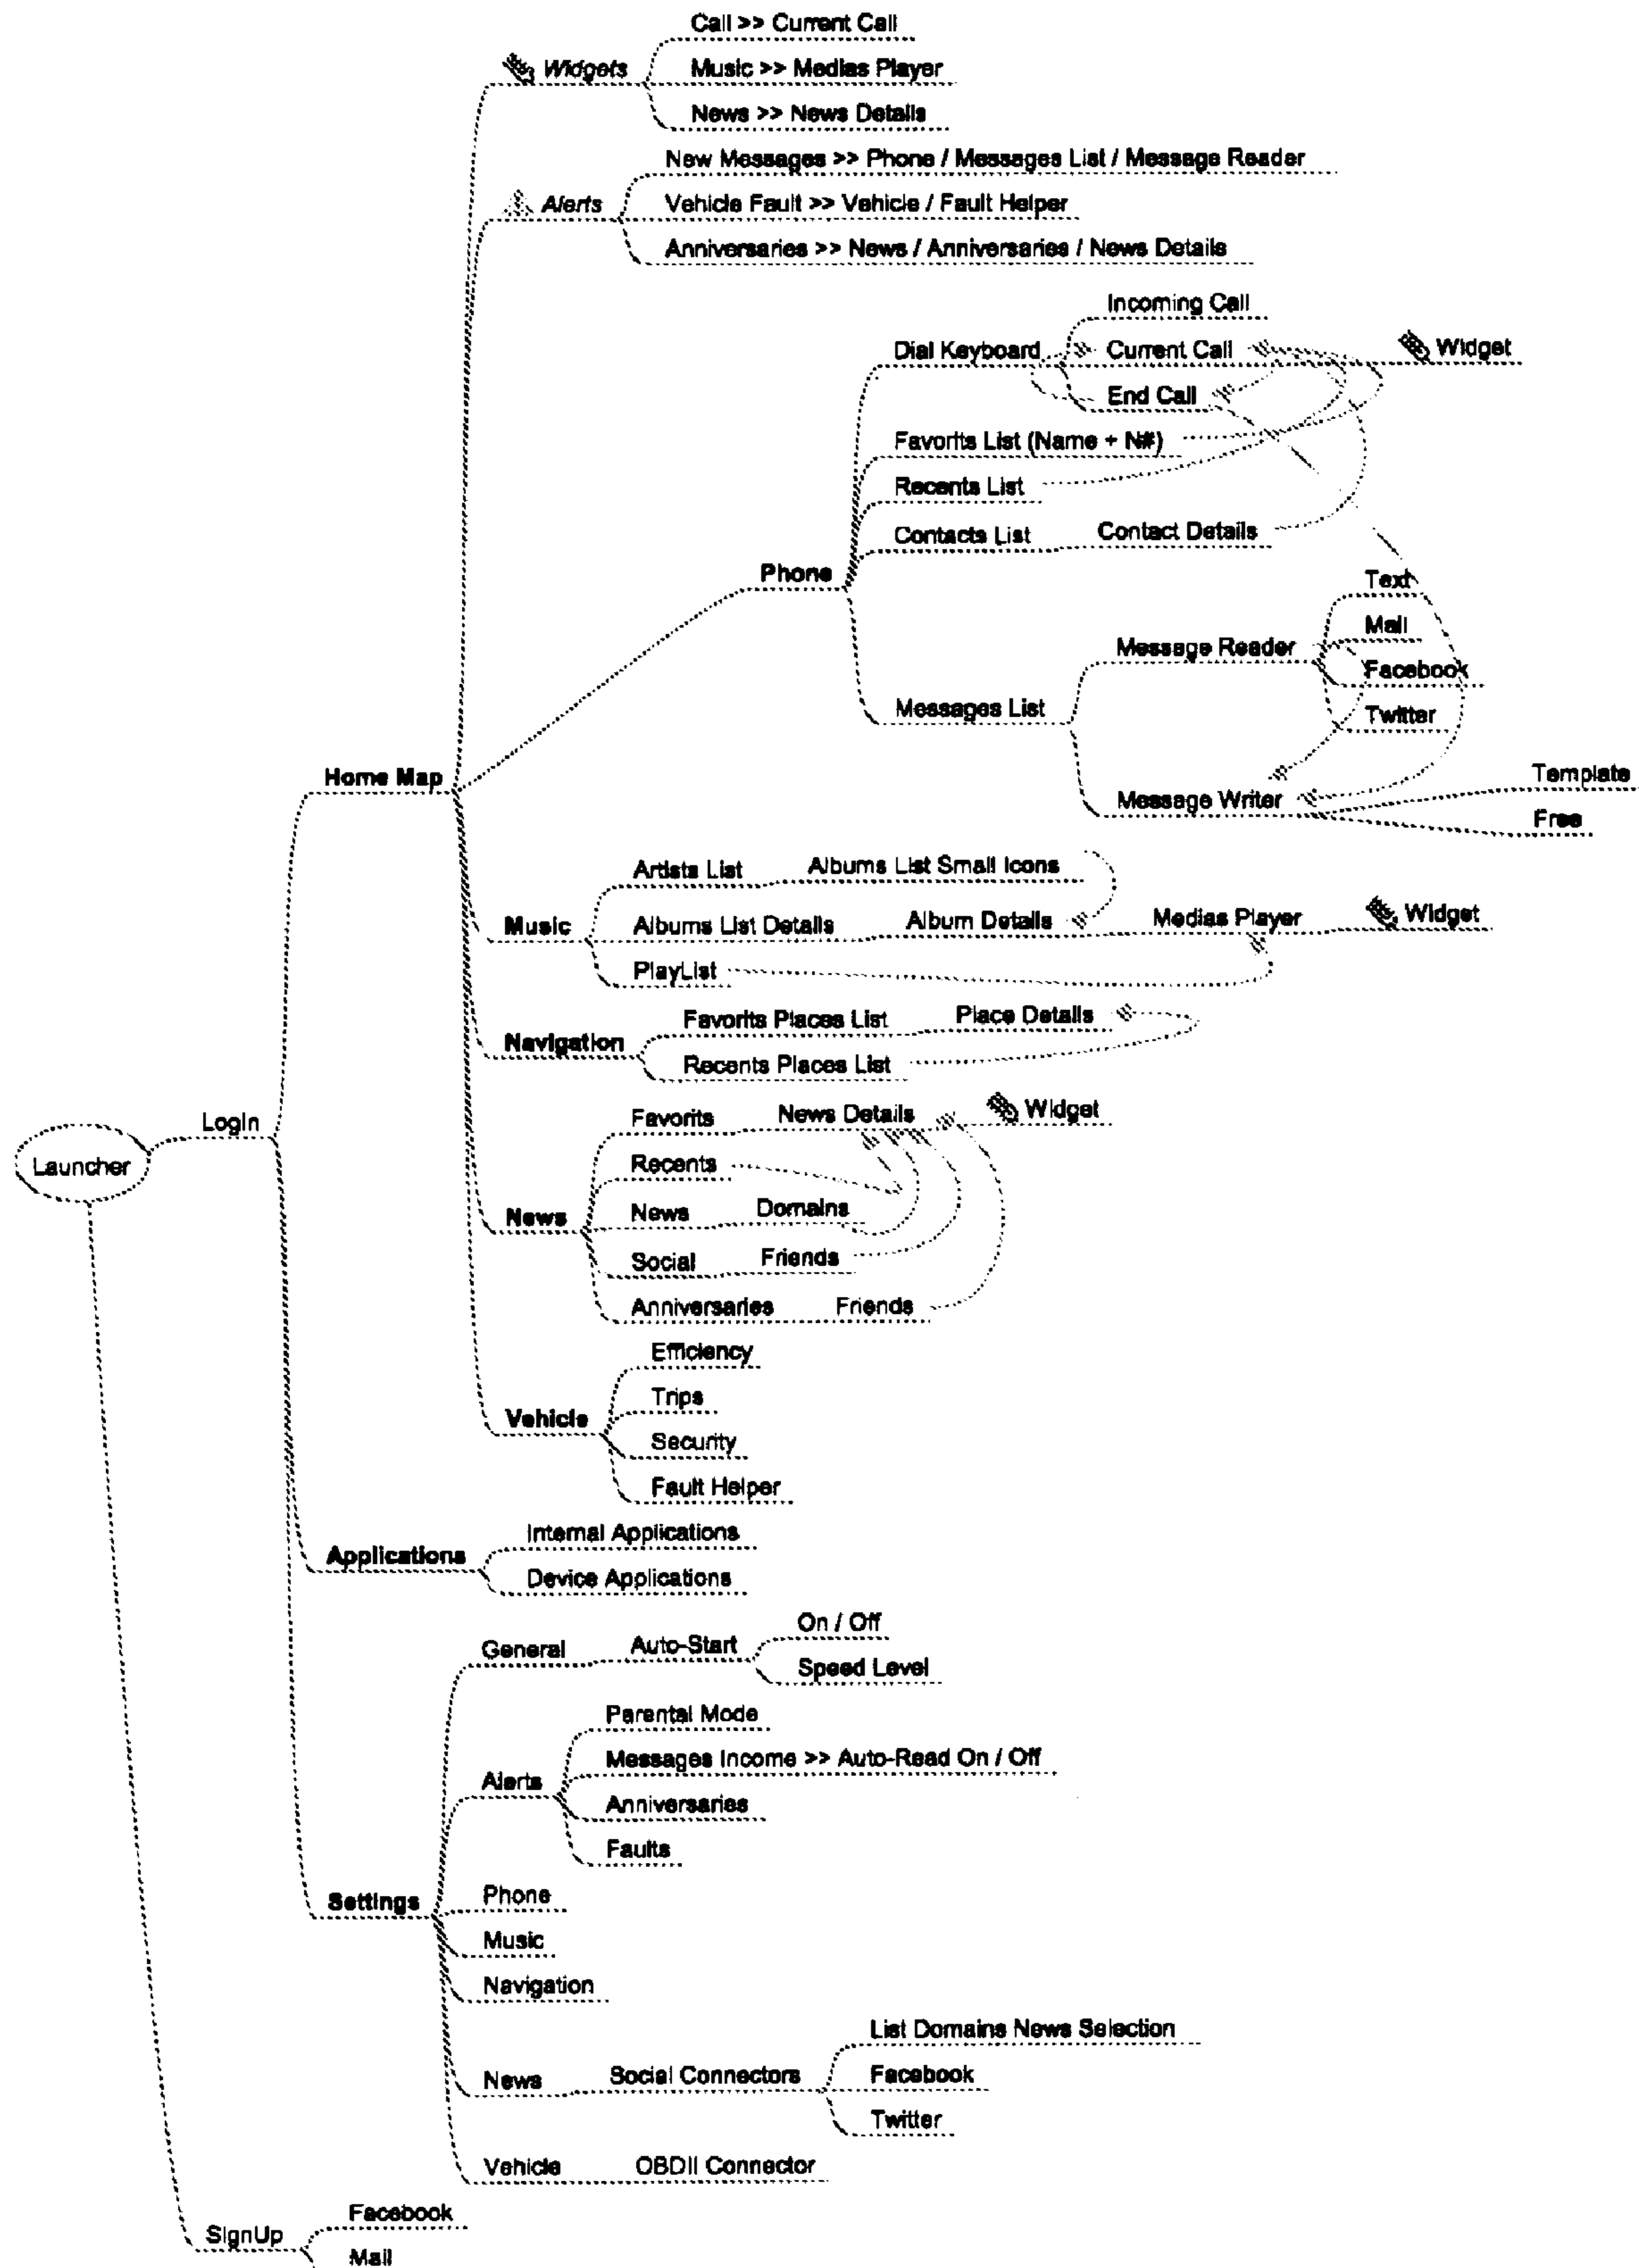 Call >> Current Call
Widgets
Music >> Medias Player
News >> News Details
New Messages >> Phone / Messages List / Message Reader
Alerts
Vehicle Fault >> Vehicle / Fault Helper
Anniversaries >> News / Anniversaries / News Details
Incoming Call
Dial Keyboard
Current Call
Widget
End Call
Favorits List (Name + N#)
Recents List
Contacts List
Contact Details
Phone
Text
Mail
Message Reader
Facebook
Messages List
Twitter
Home Map
Template
Message Writer
Free
Artists List
Albums List Small Icons
Music
Albums List Details
Album Details
Medias Player
Widget
PlayList
Favorits Places List
Place Details
Navigation
Recents Places List
Favorits
News Details
Widget
Login
Launcher
Recents
News
News
Domains
Social
Friends
Anniversaries
Friends
Efficiency
Trips
Vehicle
Security
Fault Helper
Internal Applications
Applications
Device Applications
On / Off
General
Auto-Start
Speed Level
Parental Mode
Messages Income >> Auto-Read On / Off
Alerts
Anniversaries
Faults
Settings
Phone
Music
Navigation
List Domains News Selection
News
Social Connectors
Facebook
Twitter
Vehicle
OBDII Connector
Facebook
SignUp
Mail